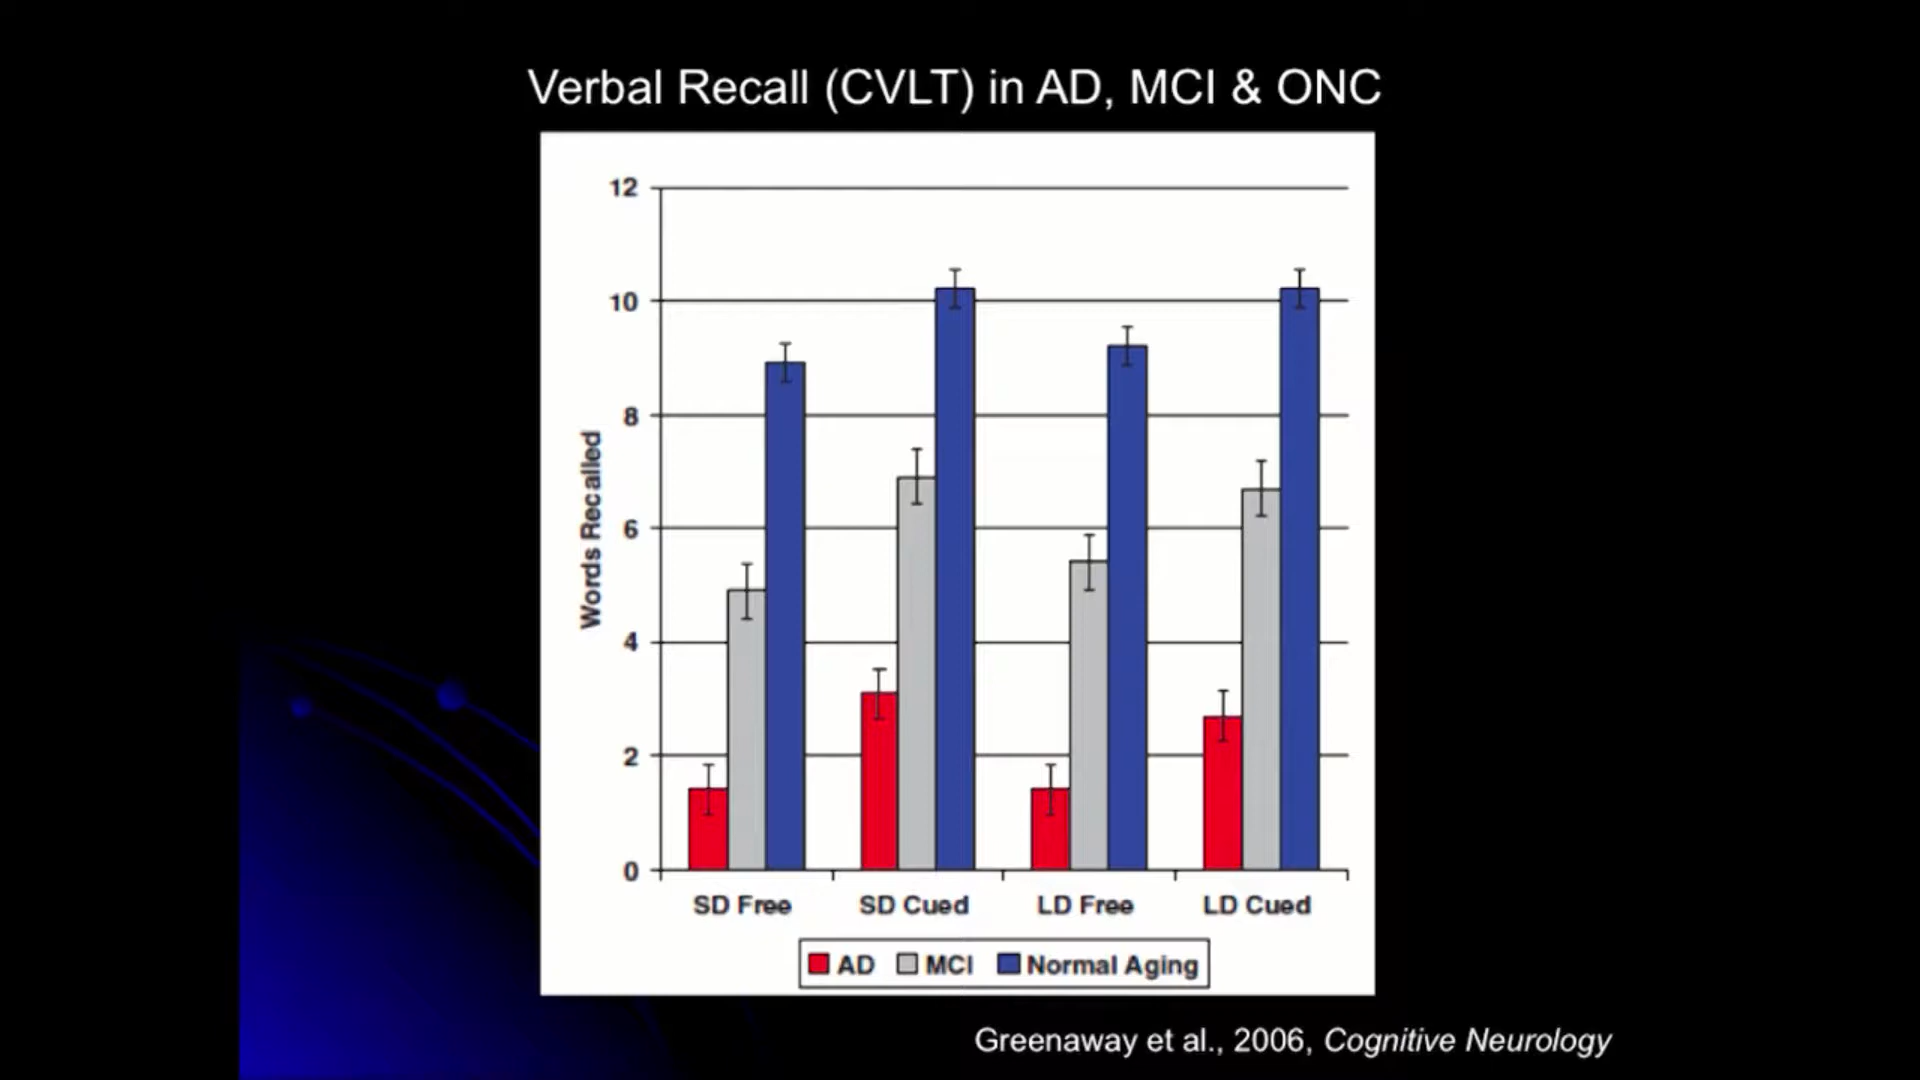 Verbal Recall (CVLT) in AD, MCI & ONC
12
10
8
6
4
2
0
Words Recalled
SD Free
SD Cued
LD Free
LD Cued
AD
MCI
Normal Aging
Greenaway et al., 2006, Cognitive Neurology